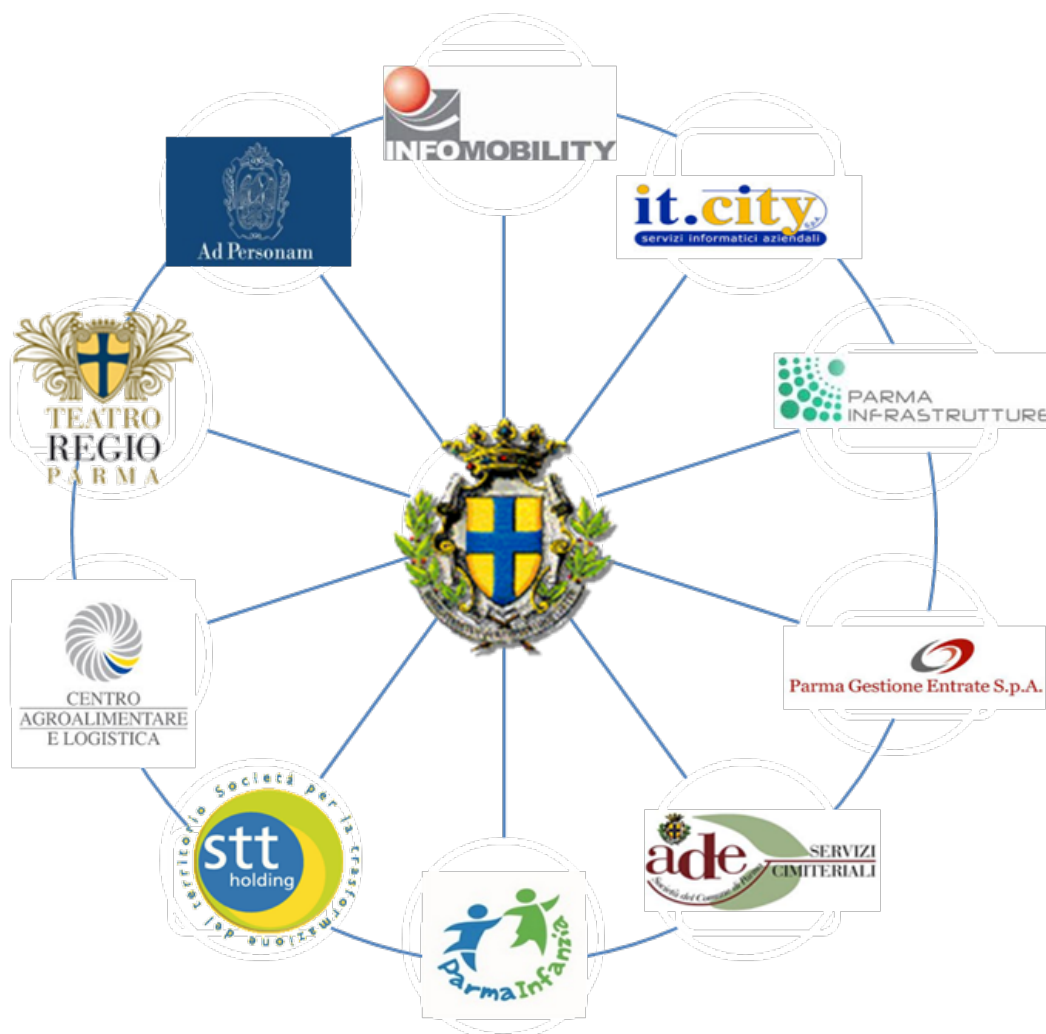 INFOMOBILITY
it.city S.p.A.
servizi informatici aziendali
PARMA
INFRASTRUTTURE
Parma Gestione Entrate S.p.A.
ade
Società del Comune di Parma
SERVIZI
CIMITERIALI
ParmaInfanzia
stt
holding
Società per la trasformazione del territorio
CENTRO
AGROALIMENTARE
E LOGISTICA
TEATRO
REGIO
PARMA
Ad Personam